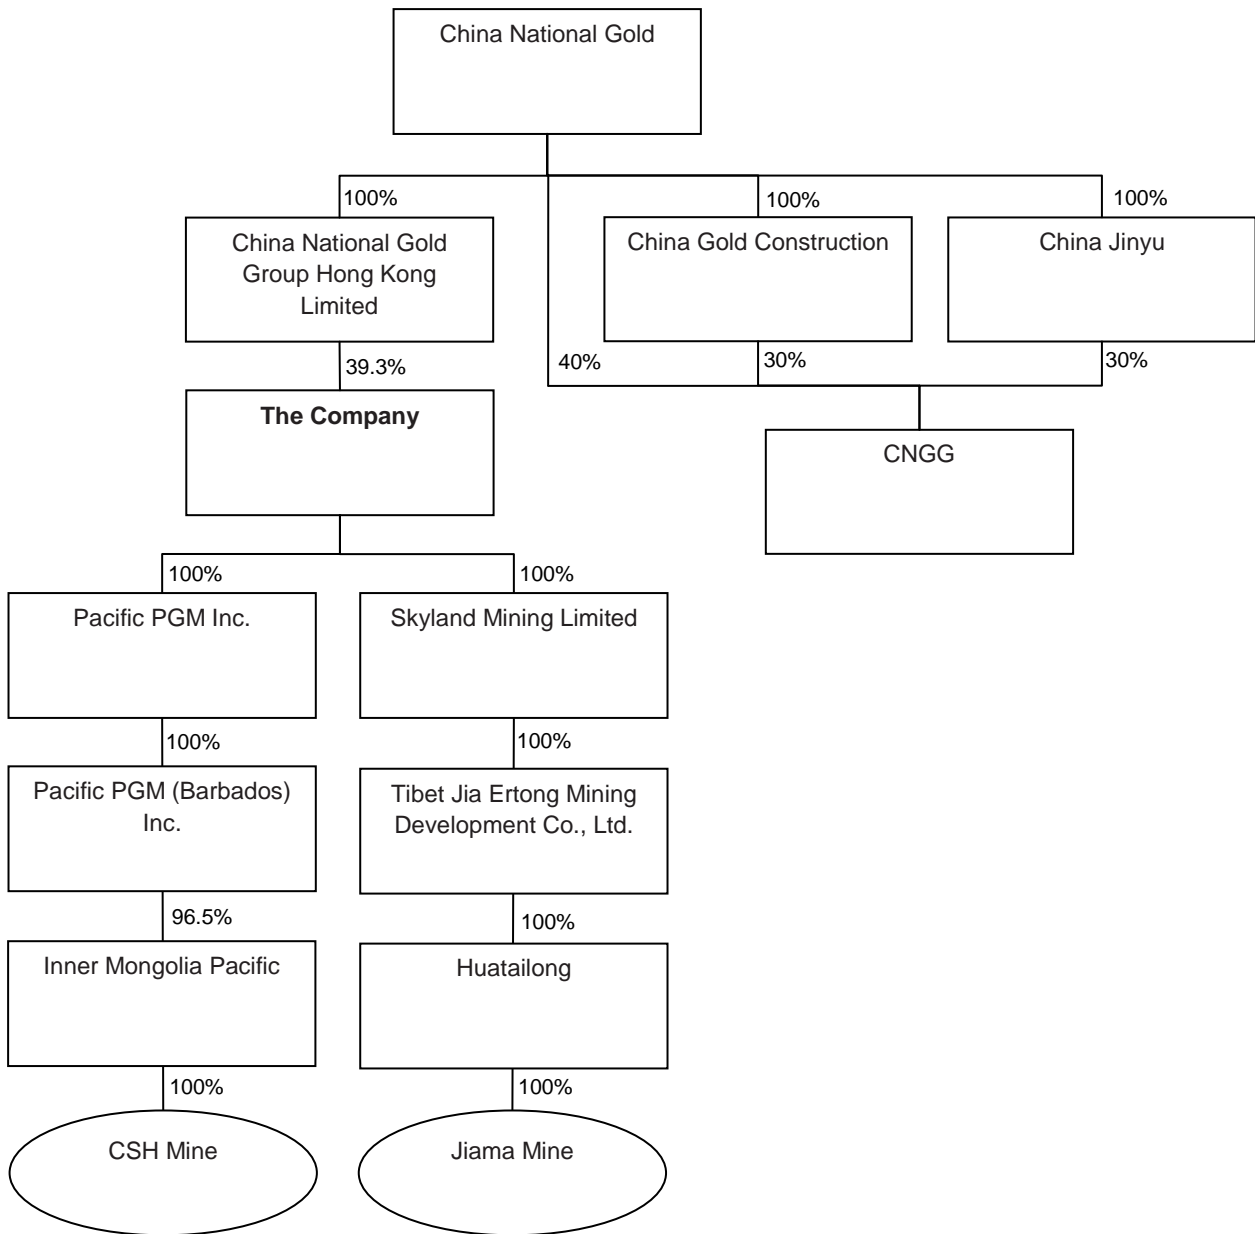 China National Gold
100%
100%
100%
China National Gold
Group Hong Kong
Limited
China Gold Construction
China Jinyu
39.3%
40%
30%
30%
The Company
CNGG
100%
100%
Pacific PGM Inc.
Skyland Mining Limited
100%
100%
Pacific PGM (Barbados)
Inc.
Tibet Jia Ertong Mining
Development Co., Ltd.
96.5%
100%
Inner Mongolia Pacific
Huatailong
100%
100%
CSH Mine
Jiama Mine